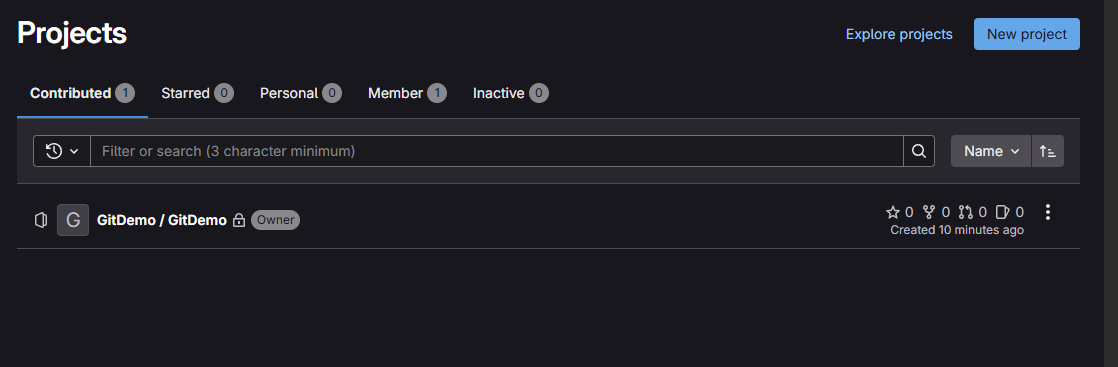 Projects
Explore projects
New project
Contributed 1
Starred 0
Personal 0
Member 1
Inactive 0
Filter or search (3 character minimum)
Name
G
GitDemo / GitDemo
Owner
0 0 0 0
Created 10 minutes ago